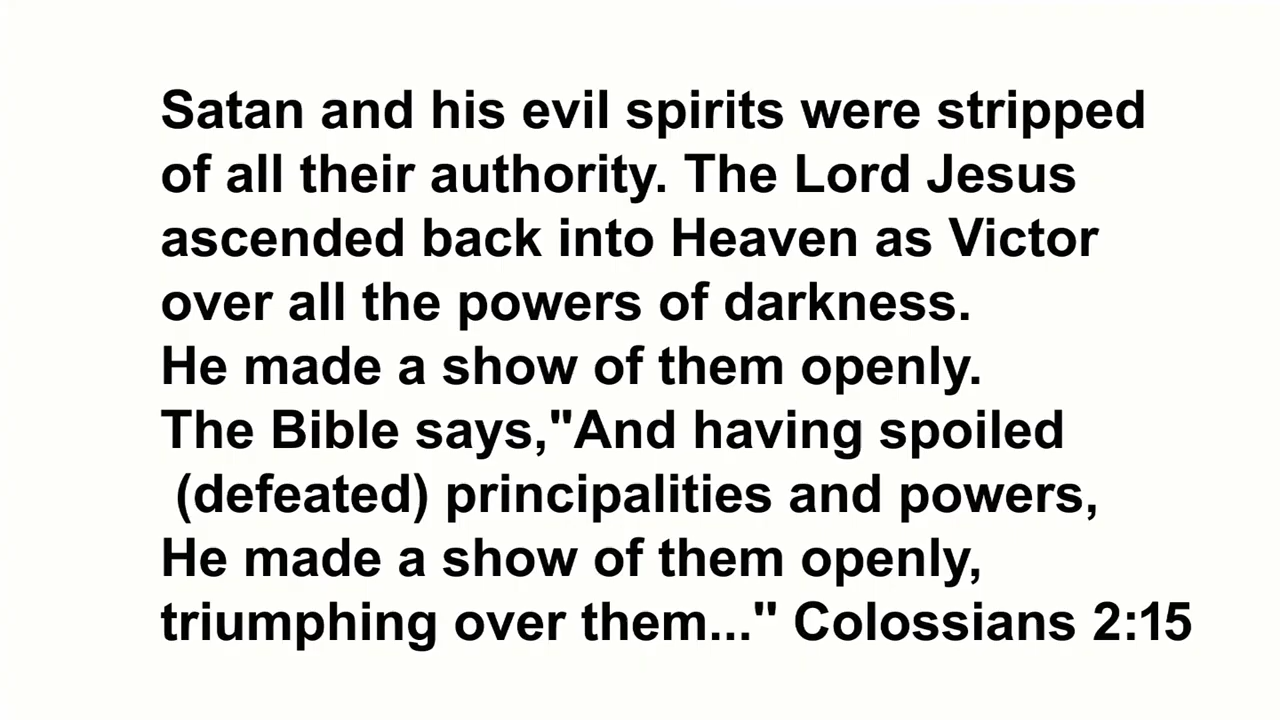 Satan and his evil spirits were stripped
of all their authority. The Lord Jesus
ascended back into Heaven as Victor
over all the powers of darkness.
He made a show of them openly.
The Bible says,"And having spoiled
(defeated) principalities and powers,
He made a show of them openly,
triumphing over them..." Colossians 2:15